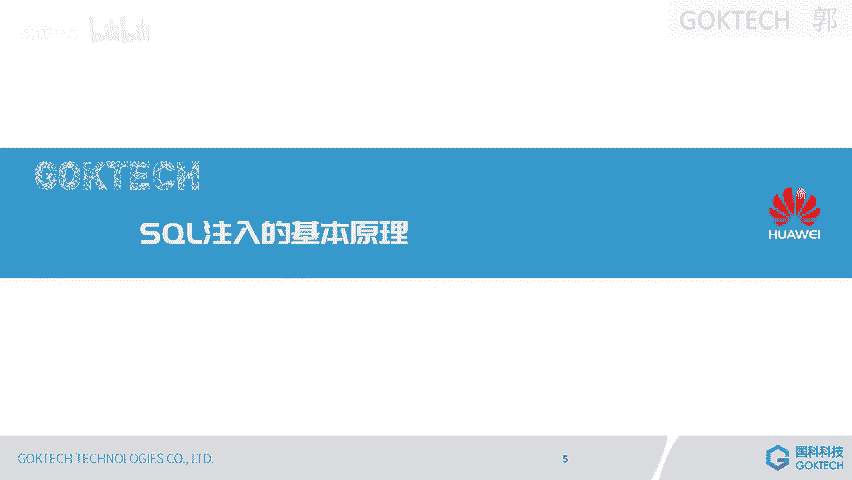 GOKTECH 郭
bilibili
GOKTECH
SQL注入的基本原理
HUAWEI
GOKTECH TECHNOLOGIES CO., LTD.
5
国科科技
GOKTECH